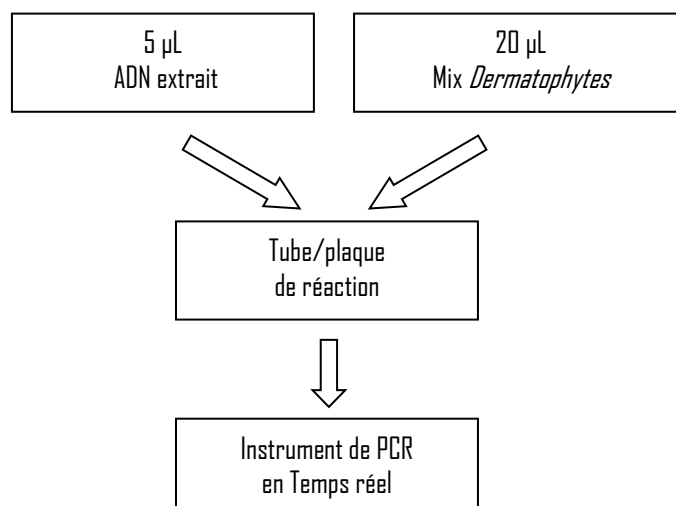 5 µL
ADN extrait
20 µL
Mix Dermatophytes
Tube/plaque
de réaction
Instrument de PCR
en Temps réel